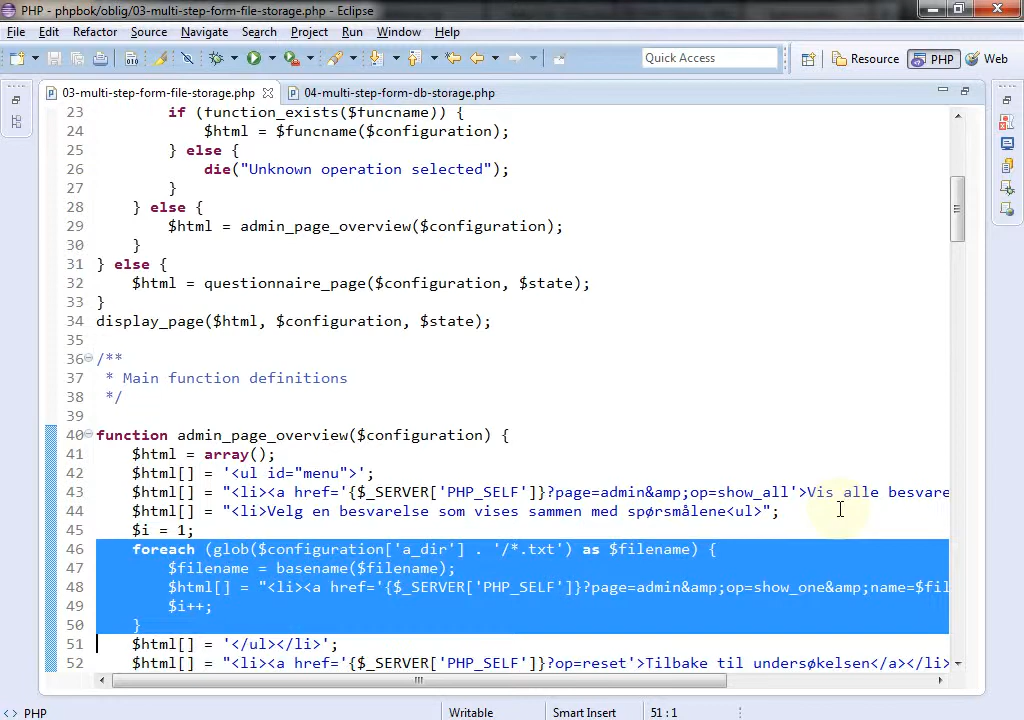 PHP - phpbok/oblig/03-multi-step-form-file-storage.php - Eclipse
File Edit Refactor Source Navigate Search Project Run Window Help
Quick Access Resource PHP Web
03-multi-step-form-file-storage.php 04-multi-step-form-db-storage.php
23 if (function_exists($funcname)) {
24 $html = $funcname($configuration);
25 } else {
26 die("Unknown operation selected");
27 }
28 } else {
29 $html = admin_page_overview($configuration);
30 }
31 } else {
32 $html = questionnaire_page($configuration, $state);
33 }
34 display_page($html, $configuration, $state);
35
36 /**
37 * Main function definitions
38 */
39
40 function admin_page_overview($configuration) {
41 $html = array();
42 $html[] = '<ul id="menu">';
43 $html[] = "<li><a href='{$_SERVER['PHP_SELF']}?page=admin&amp;op=show_all'>Vis alle besvare
44 $html[] = "<li>Velg en besvarelse som vises sammen med spørsmålene<ul>";
45 $i = 1;
46 foreach (glob($configuration['a_dir'] . '/*.txt') as $filename) {
47 $filename = basename($filename);
48 $html[] = "<li><a href='{$_SERVER['PHP_SELF']}?page=admin&amp;op=show_one&amp;name=$fil
49 $i++;
50 }
51 $html[] = '</ul></li>';
52 $html[] = "<li><a href='{$_SERVER['PHP_SELF']}?op=reset'>Tilbake til undersøkelsen</a></li>
PHP Writable Smart Insert 51 : 1